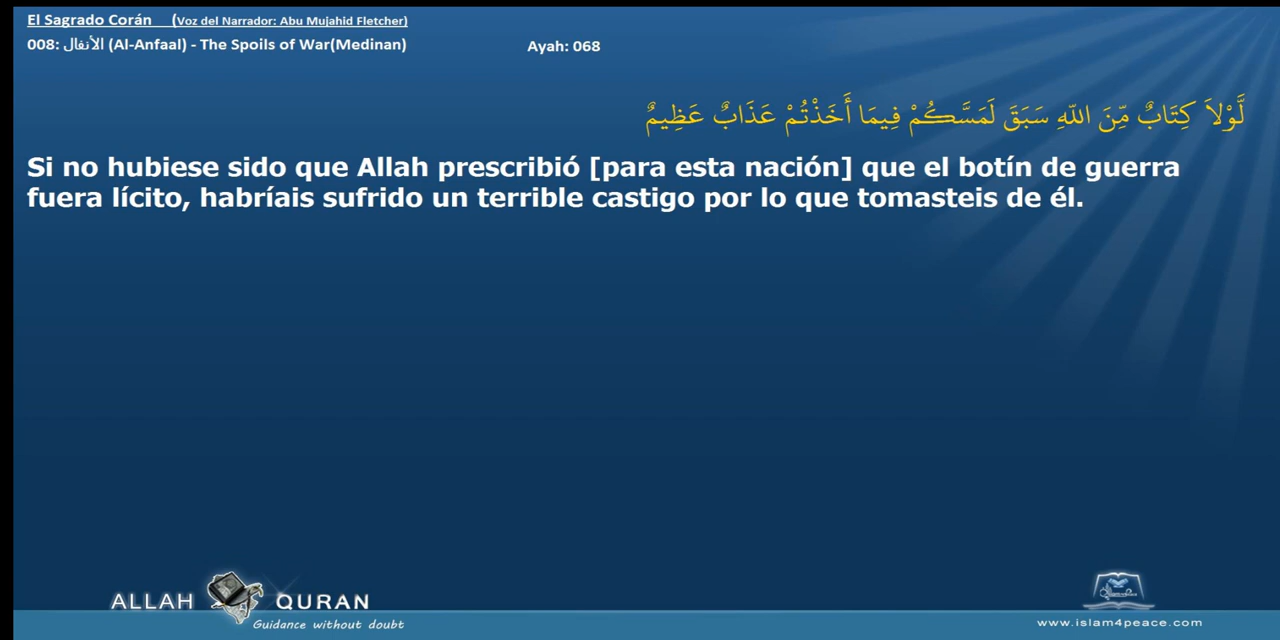 El Sagrado Corán (Voz del Narrador: Abu Mujahid Fletcher)
008: الأنفال (Al-Anfaal) - The Spoils of War(Medinan) Ayah: 068
لَّوْلاَ كِتَابٌ مِّنَ اللّهِ سَبَقَ لَمَسَّكُمْ فِيمَا أَخَذْتُمْ عَذَابٌ عَظِيمٌ
Si no hubiese sido que Allah prescribió [para esta nación] que el botín de guerra
fuera lícito, habríais sufrido un terrible castigo por lo que tomasteis de él.
ALLAH QURAN
Guidance without doubt
www.islam4peace.com